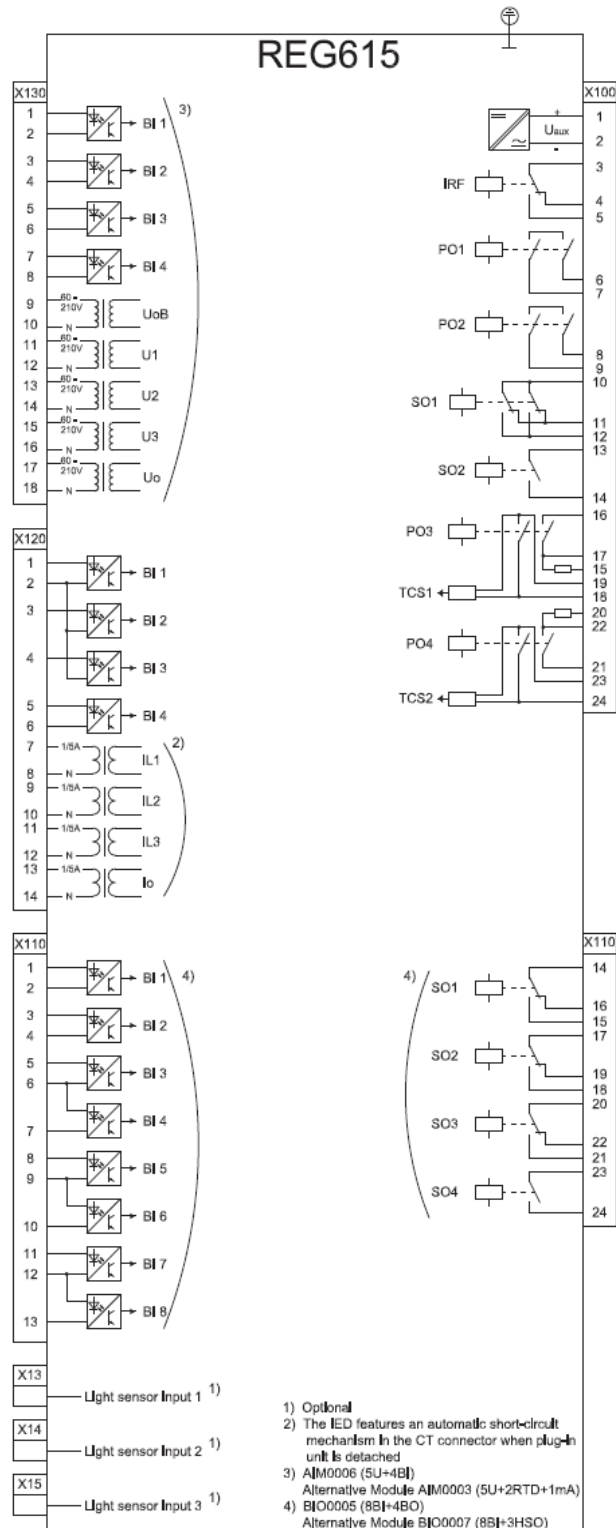 REG615
X130
1
2
BI 1
3)
3
4
BI 2
5
6
BI 3
7
8
BI 4
9
60 -
210V
10
N
UoB
11
60 -
210V
12
N
U1
13
60 -
210V
14
N
U2
15
60 -
210V
16
N
U3
17
60 -
210V
18
N
Uo
X120
1
2
BI 1
3
BI 2
4
BI 3
5
6
BI 4
7
1/5A
8
N
IL1
2)
9
1/5A
10
N
IL2
11
1/5A
12
N
IL3
13
1/5A
14
N
Io
X110
1
2
BI 1
4)
3
4
BI 2
5
6
BI 3
7
BI 4
8
9
BI 5
10
BI 6
11
12
BI 7
13
BI 8
X13
Light sensor input 1 1)
X14
Light sensor input 2 1)
X15
Light sensor input 3 1)
X100
Uaux
+
-
1
2
IRF
3
4
5
PO1
6
7
PO2
8
9
SO1
10
11
12
SO2
13
14
PO3
16
17
15
19
TCS1
18
20
22
PO4
21
23
TCS2
24
X110
4)
SO1
14
16
15
SO2
17
19
18
SO3
20
22
21
SO4
23
24
1) Optional
2) The IED features an automatic short-circuit
mechanism in the CT connector when plug-in
unit is detached
3) AIM0006 (5U+4BI)
Alternative Module AIM0003 (5U+2RTD+1mA)
4) BIO0005 (8BI+4BO)
Alternative Module BIO0007 (8BI+3HSO)